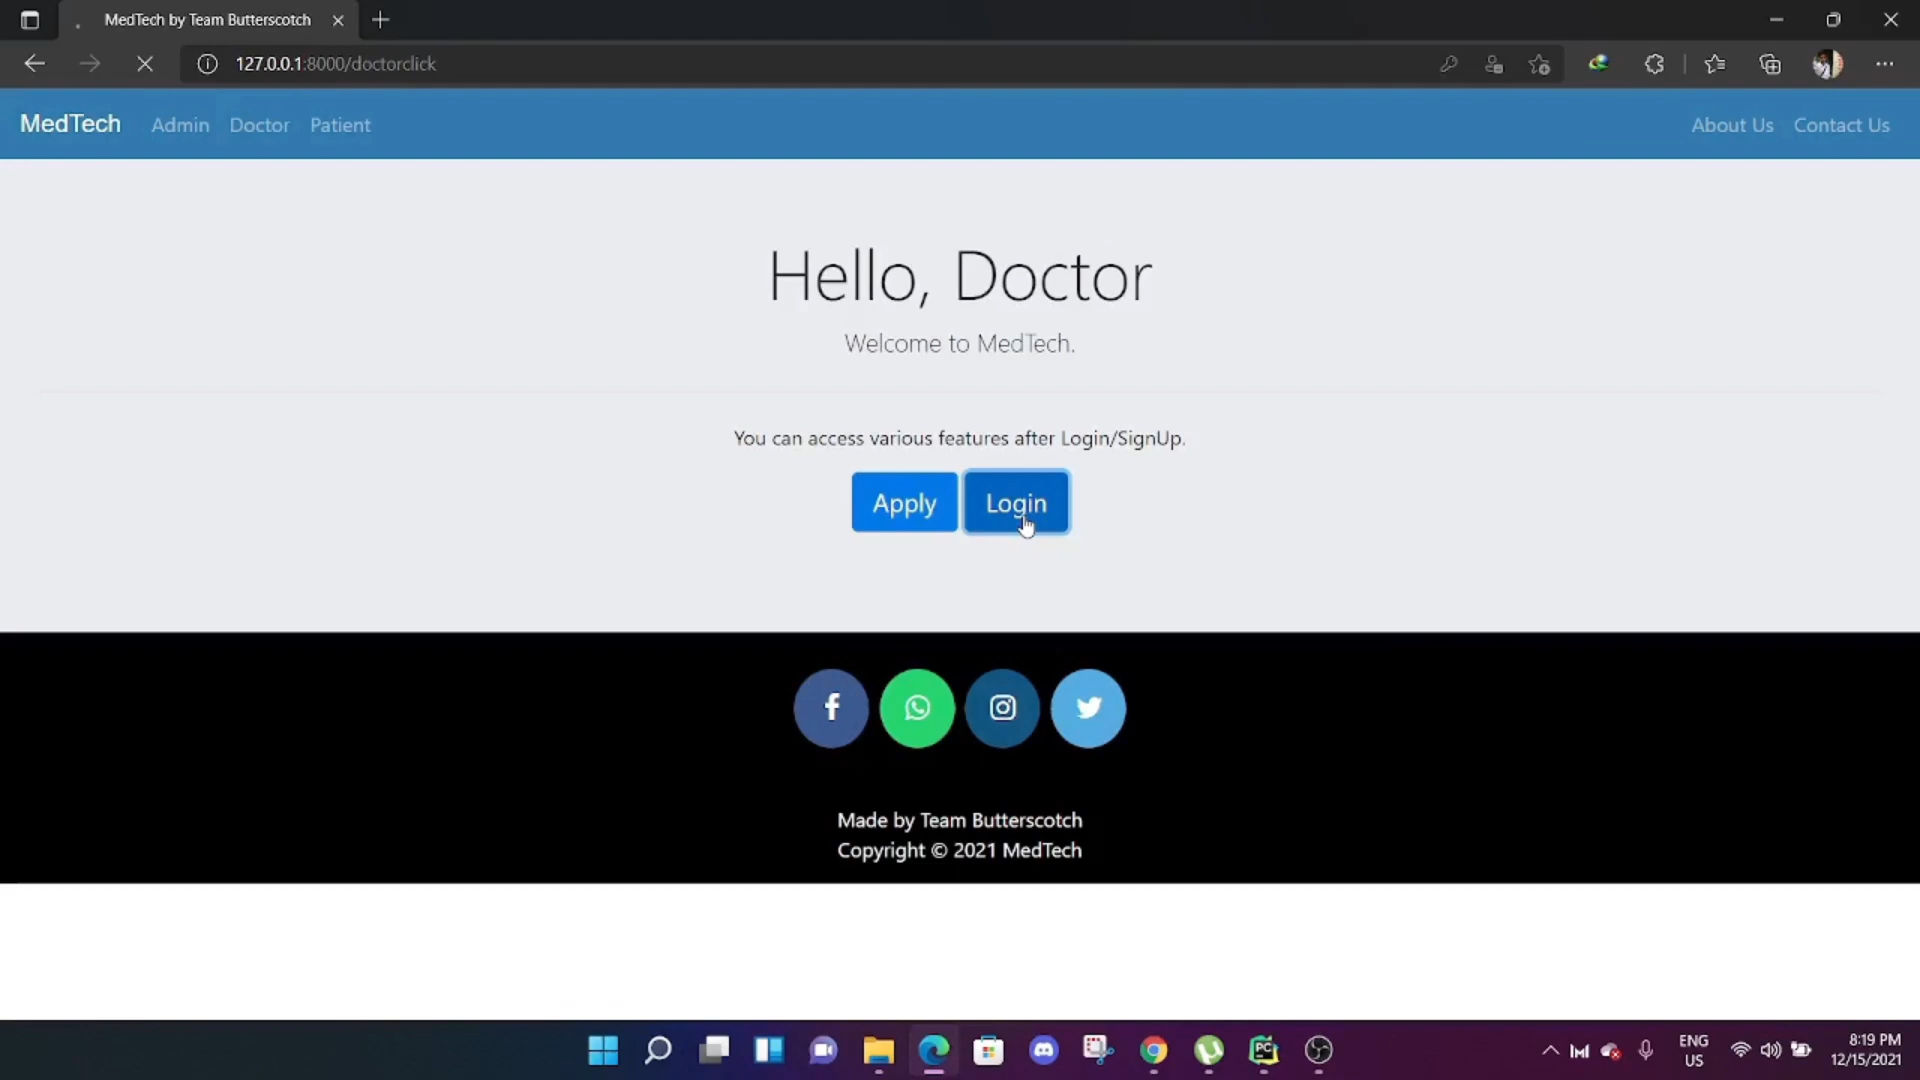 MedTech by Team Butterscotch
127.0.0.1:8000/doctorclick
MedTech Admin Doctor Patient About Us Contact Us
Hello, Doctor
Welcome to MedTech.
You can access various features after Login/SignUp.
Apply Login
Made by Team Butterscotch
Copyright © 2021 MedTech
PC
ENG
US
8:19 PM
12/15/2021